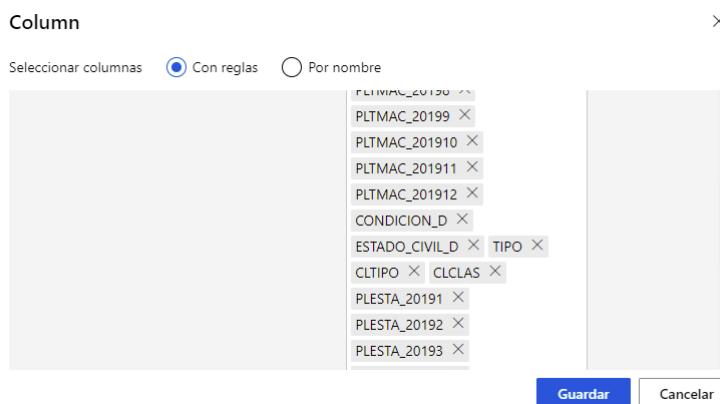 Column
Seleccionar columnas Con reglas Por nombre
PLTMAC_20198
PLTMAC_20199
PLTMAC_201910
PLTMAC_201911
PLTMAC_201912
CONDICION_D
ESTADO_CIVIL_D TIPO
CLTIPO CLCLAS
PLESTA_20191
PLESTA_20192
PLESTA_20193
Guardar Cancelar